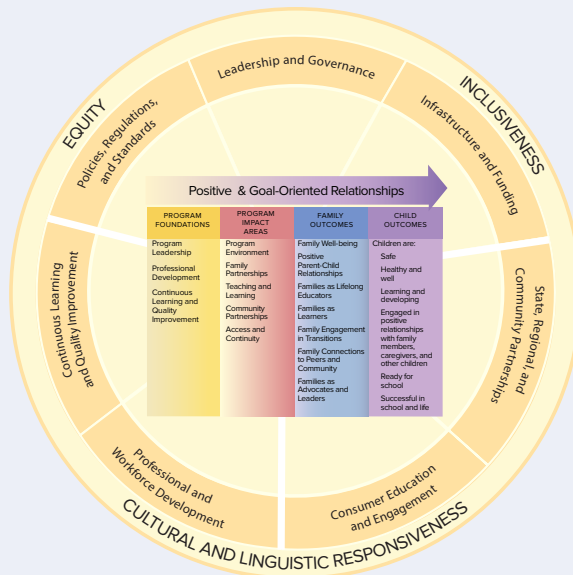 EQUITY
INCLUSIVENESS
CULTURAL AND LINGUISTIC RESPONSIVENESS
Leadership and Governance
Infrastructure and Funding
State, Regional, and
Community Partnerships
Consumer Education
and Engagement
Professional and
Workforce Development
Continuous Learning
and Quality Improvement
Policies, Regulations,
and Standards
Positive & Goal-Oriented Relationships
PROGRAM
FOUNDATIONS
Program
Leadership
Professional
Development
Continuous
Learning and
Quality
Improvement
PROGRAM
IMPACT
AREAS
Program
Environment
Family
Partnerships
Teaching and
Learning
Community
Partnerships
Access and
Continuity
FAMILY
OUTCOMES
Family Well-being
Positive
Parent-Child
Relationships
Families as Lifelong
Educators
Families as
Learners
Family Engagement
in Transitions
Family Connections
to Peers and
Community
Families as
Advocates and
Leaders
CHILD
OUTCOMES
Children are:
Safe
Healthy and
well
Learning and
developing
Engaged in
positive
relationships
with family
members,
caregivers, and
other children
Ready for
school
Successful in
school and life